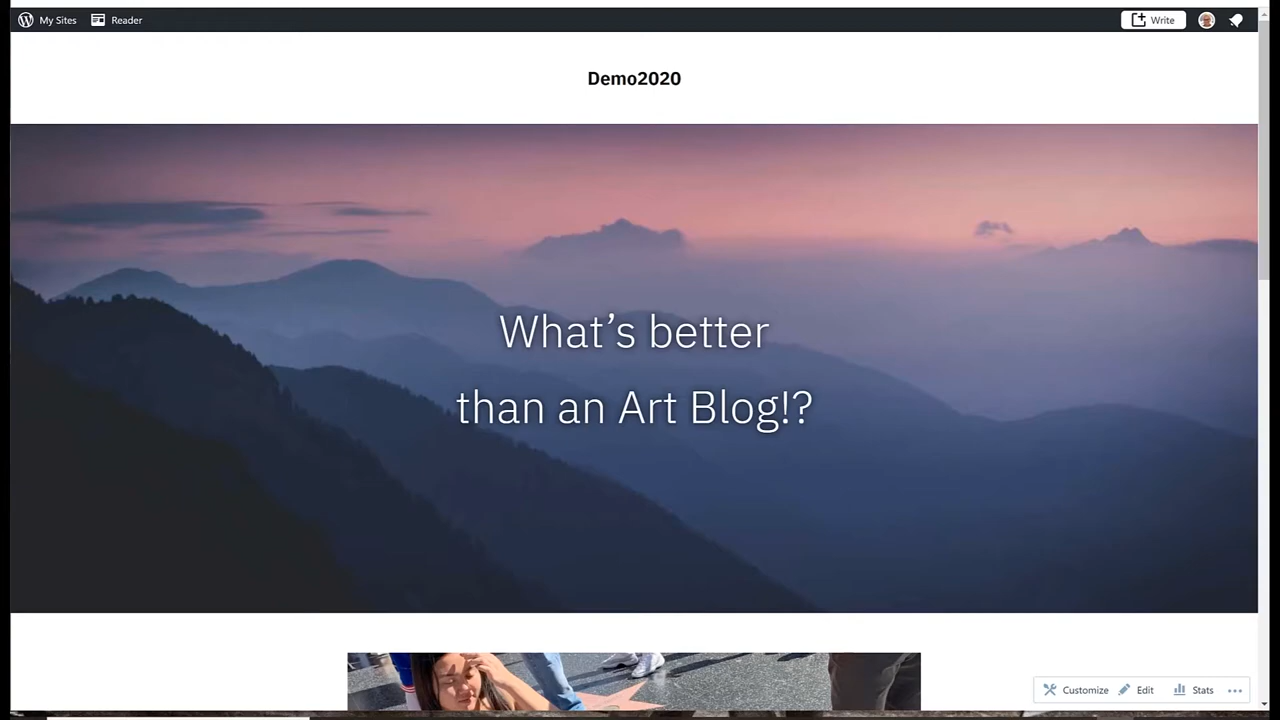 My Sites Reader Write
Demo2020
What’s better
than an Art Blog!?
Customize Edit Stats